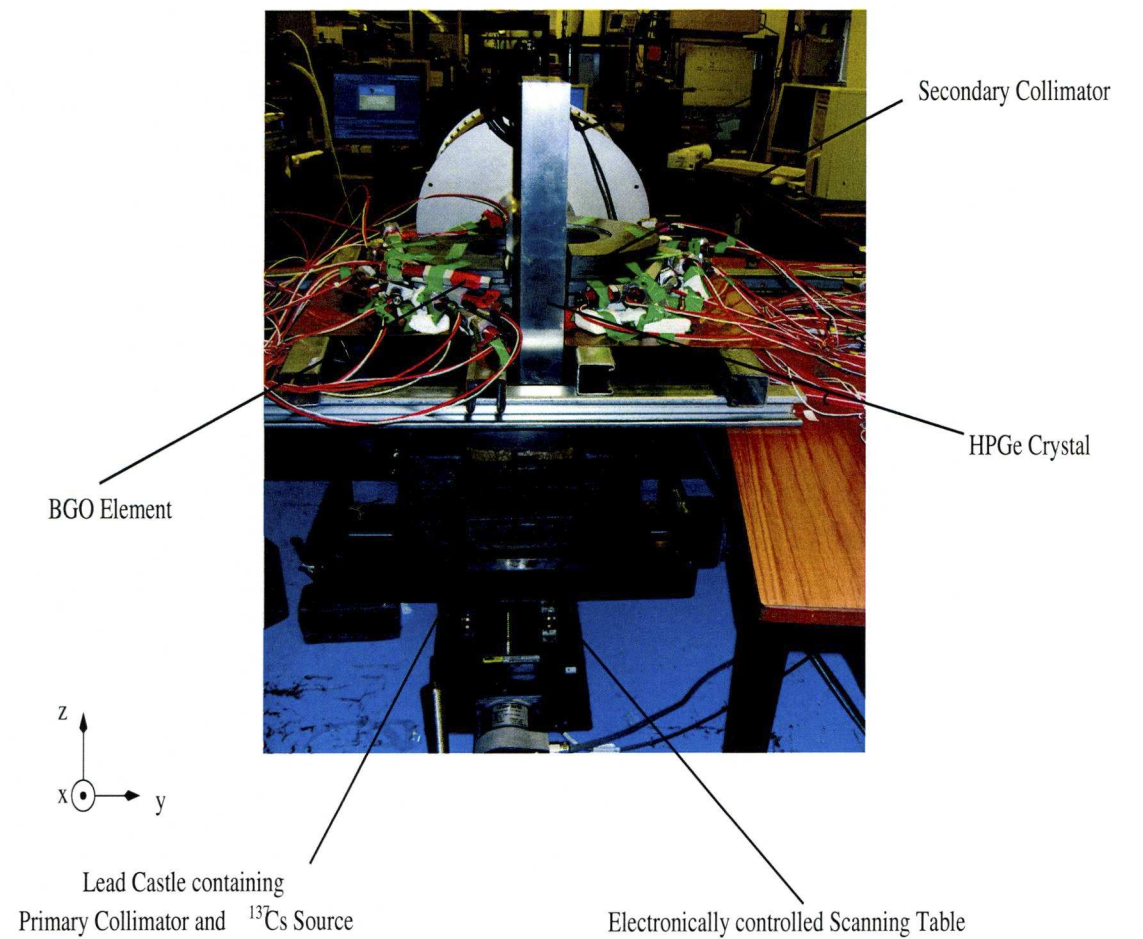 Secondary Collimator
HPGe Crystal
BGO Element
z
x
y
Lead Castle containing
Primary Collimator and ¹³⁷Cs Source
Electronically controlled Scanning Table